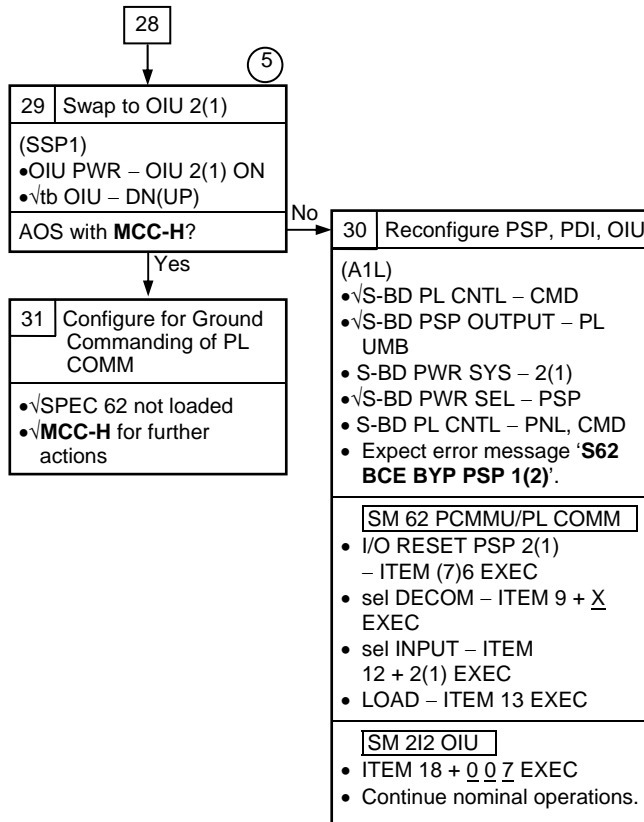 28
5
29 Swap to OIU 2(1)
(SSP1)
•OIU PWR – OIU 2(1) ON
•√tb OIU – DN(UP)
AOS with MCC-H?
No
Yes
31 Configure for Ground
Commanding of PL
COMM
•√SPEC 62 not loaded
•√MCC-H for further
actions
30 Reconfigure PSP, PDI, OIU
(A1L)
•√S-BD PL CNTL – CMD
•√S-BD PSP OUTPUT – PL
UMB
• S-BD PWR SYS – 2(1)
•√S-BD PWR SEL – PSP
• S-BD PL CNTL – PNL, CMD
• Expect error message ‘S62
BCE BYP PSP 1(2)’.
SM 62 PCMMU/PL COMM
• I/O RESET PSP 2(1)
– ITEM (7)6 EXEC
• sel DECOM – ITEM 9 + X
EXEC
• sel INPUT – ITEM
12 + 2(1) EXEC
• LOAD – ITEM 13 EXEC
SM 2I2 OIU
• ITEM 18 + 0 0 7 EXEC
• Continue nominal operations.